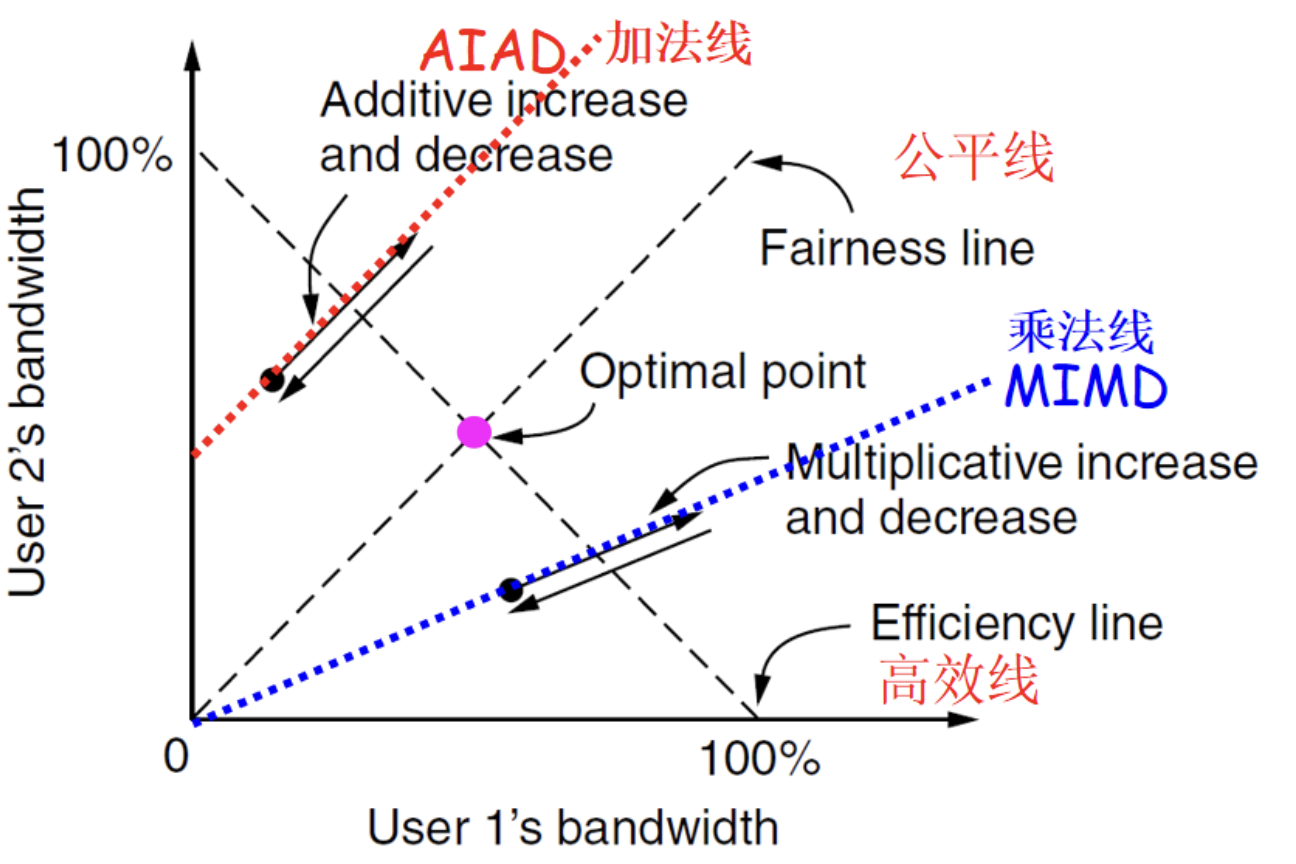 AIAD 加法线
Additive increase
and decrease
100%
公平线
Fairness line
User 2's bandwidth
乘法线
MIMD
Optimal point
Multiplicative increase
and decrease
Efficiency line
高效线
0
100%
User 1's bandwidth